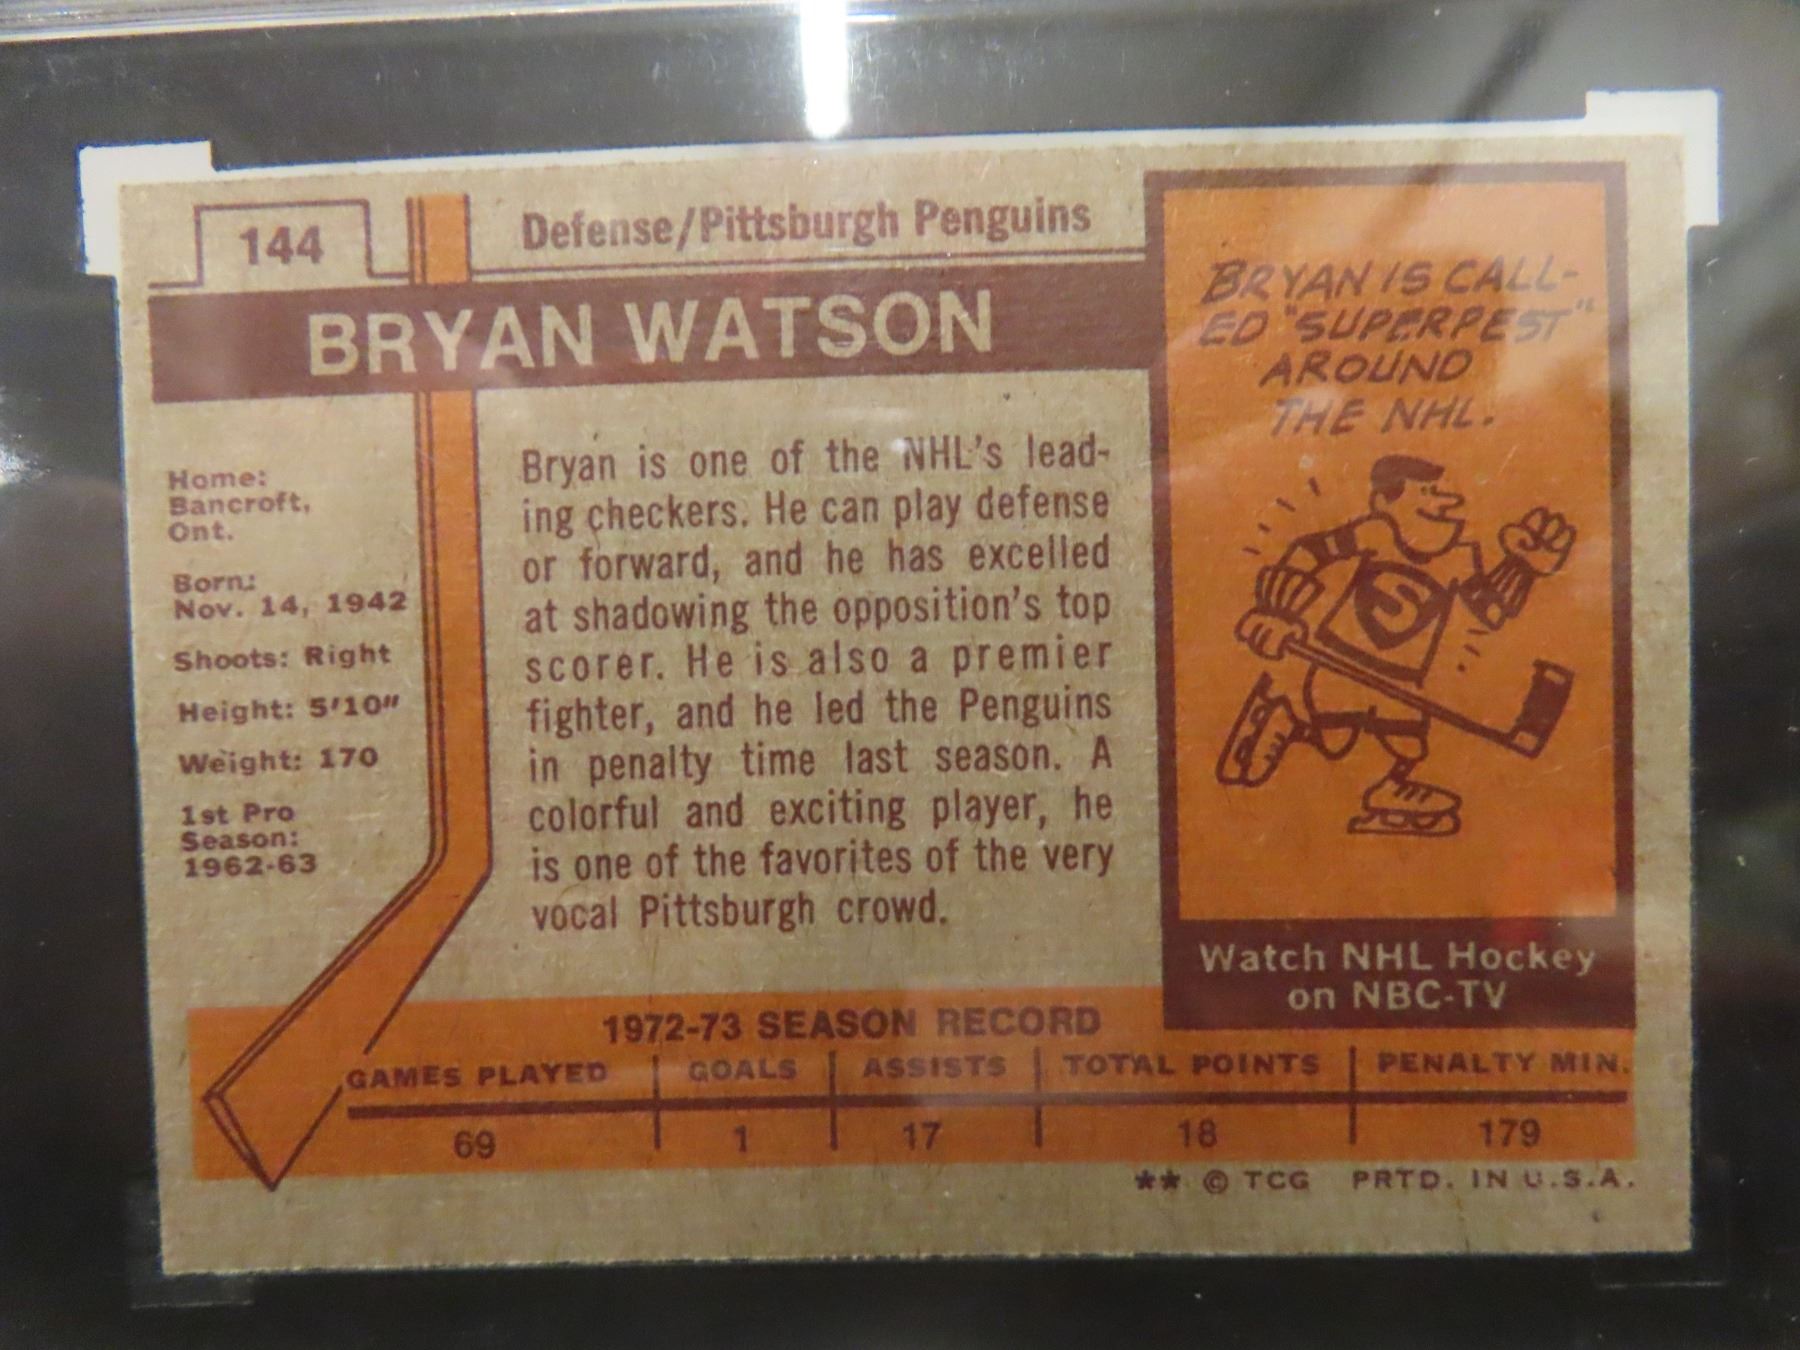 144
Defense/Pittsburgh Penguins
BRYAN WATSON
Home:
Bancroft,
Ont.
Born:
Nov. 14, 1942
Shoots: Right
Height: 5'10"
Weight: 170
1st Pro
Season:
1962-63
Bryan is one of the NHL's lead-
ing checkers. He can play defense
or forward, and he has excelled
at shadowing the opposition's top
scorer. He is also a premier
fighter, and he led the Penguins
in penalty time last season. A
colorful and exciting player, he
is one of the favorites of the very
vocal Pittsburgh crowd.
BRYAN IS CALL-
ED "SUPERPEST"
AROUND
THE NHL.
S
Watch NHL Hockey
on NBC-TV
1972-73 SEASON RECORD
GAMES PLAYED GOALS ASSISTS TOTAL POINTS PENALTY MIN.
69 1 17 18 179
** © TCG PRTD. IN U.S.A.